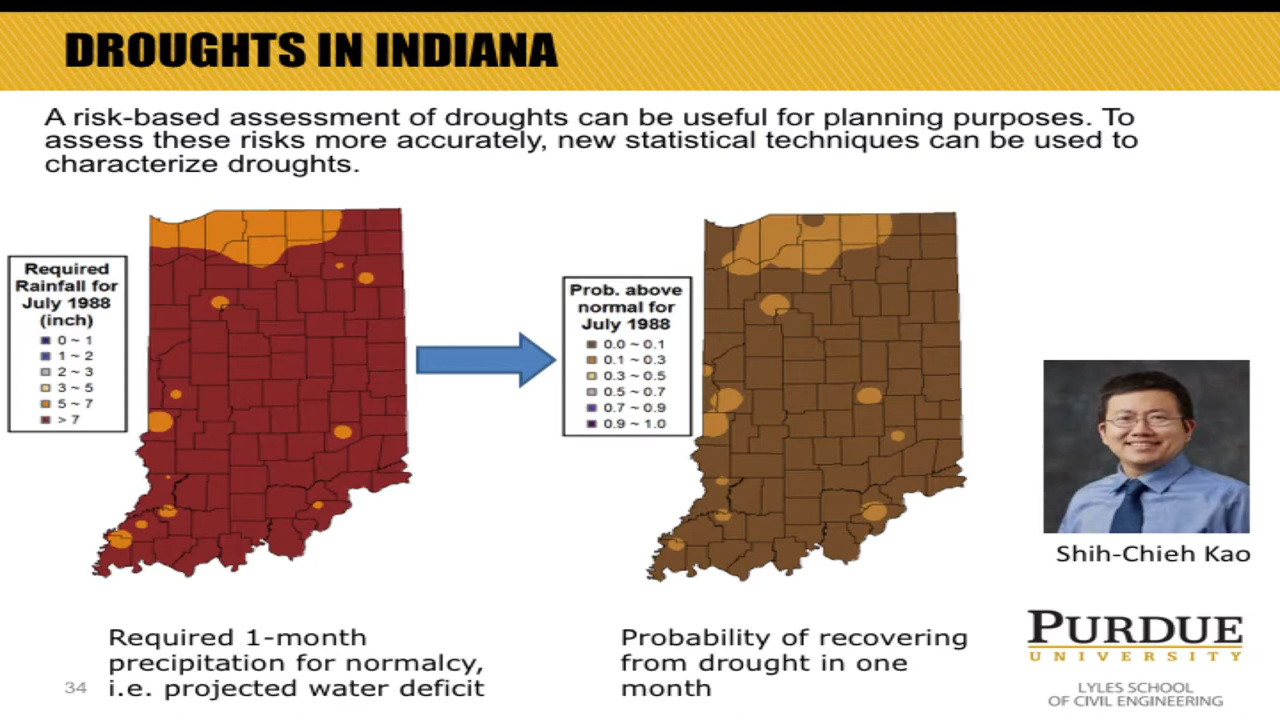 DROUGHTS IN INDIANA
A risk-based assessment of droughts can be useful for planning purposes. To
assess these risks more accurately, new statistical techniques can be used to
characterize droughts.
Required
Rainfall for
July 1988
(inch)
0 ~ 1
1 ~ 2
2 ~ 3
3 ~ 5
5 ~ 7
> 7
Prob. above
normal for
July 1988
0.0 ~ 0.1
0.1 ~ 0.3
0.3 ~ 0.5
0.5 ~ 0.7
0.7 ~ 0.9
0.9 ~ 1.0
Shih-Chieh Kao
Required 1-month
precipitation for normalcy,
i.e. projected water deficit
Probability of recovering
from drought in one
month
34
PURDUE
UNIVERSITY
LYLES SCHOOL
OF CIVIL ENGINEERING